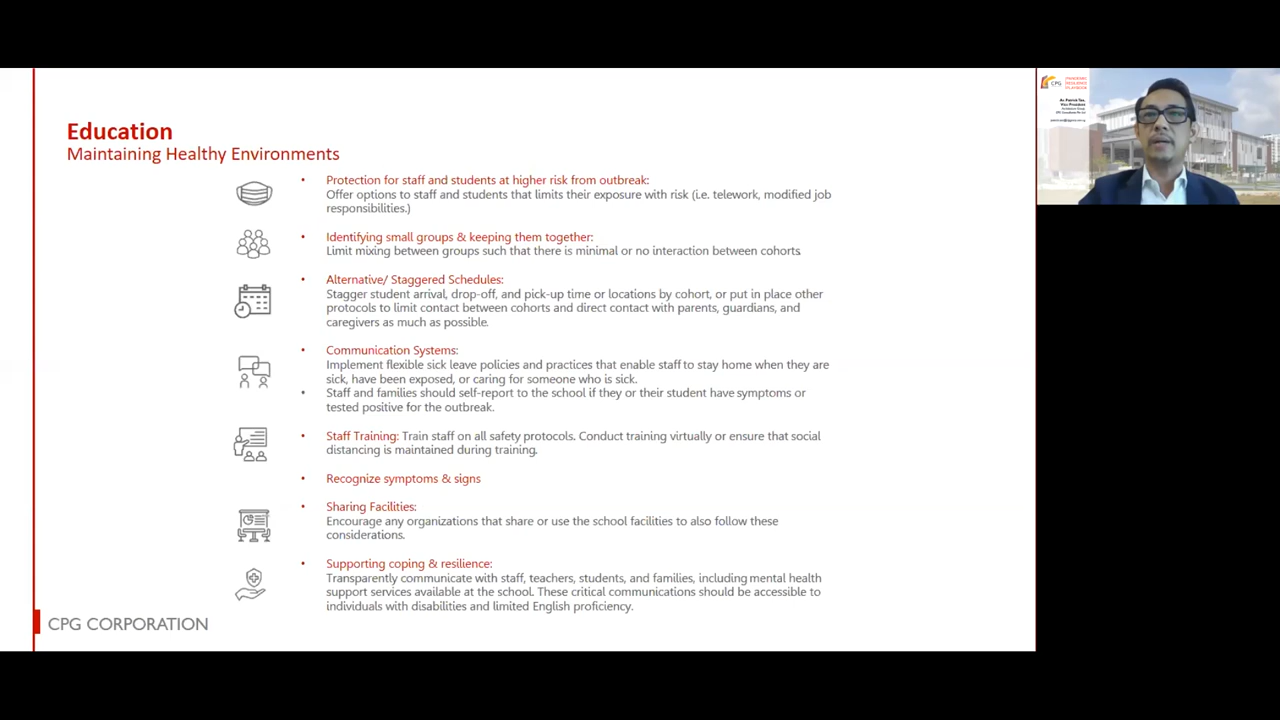 Education
Maintaining Healthy Environments
• Protection for staff and students at higher risk from outbreak:
Offer options to staff and students that limits their exposure with risk (i.e. telework, modified job
responsibilities.)
• Identifying small groups & keeping them together:
Limit mixing between groups such that there is minimal or no interaction between cohorts.
• Alternative/ Staggered Schedules:
Stagger student arrival, drop-off, and pick-up time or locations by cohort, or put in place other
protocols to limit contact between cohorts and direct contact with parents, guardians, and
caregivers as much as possible.
• Communication Systems:
Implement flexible sick leave policies and practices that enable staff to stay home when they are
sick, have been exposed, or caring for someone who is sick.
• Staff and families should self-report to the school if they or their student have symptoms or
tested positive for the outbreak.
• Staff Training: Train staff on all safety protocols. Conduct training virtually or ensure that social
distancing is maintained during training.
• Recognize symptoms & signs
• Sharing Facilities:
Encourage any organizations that share or use the school facilities to also follow these
considerations.
• Supporting coping & resilience:
Transparently communicate with staff, teachers, students, and families, including mental health
support services available at the school. These critical communications should be accessible to
individuals with disabilities and limited English proficiency.
CPG CORPORATION
CPG
Vice President